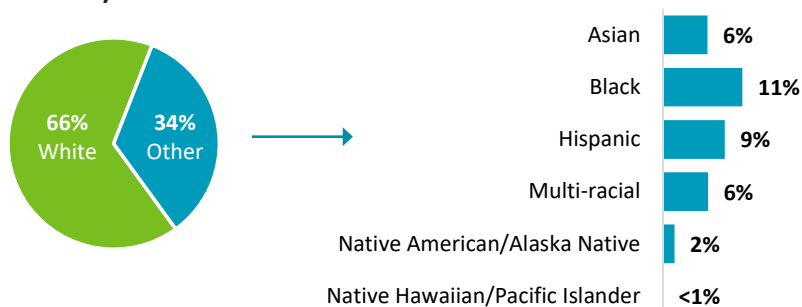 66%
White
34%
Other
Asian 6%
Black 11%
Hispanic 9%
Multi-racial 6%
Native American/Alaska Native 2%
Native Hawaiian/Pacific Islander <1%